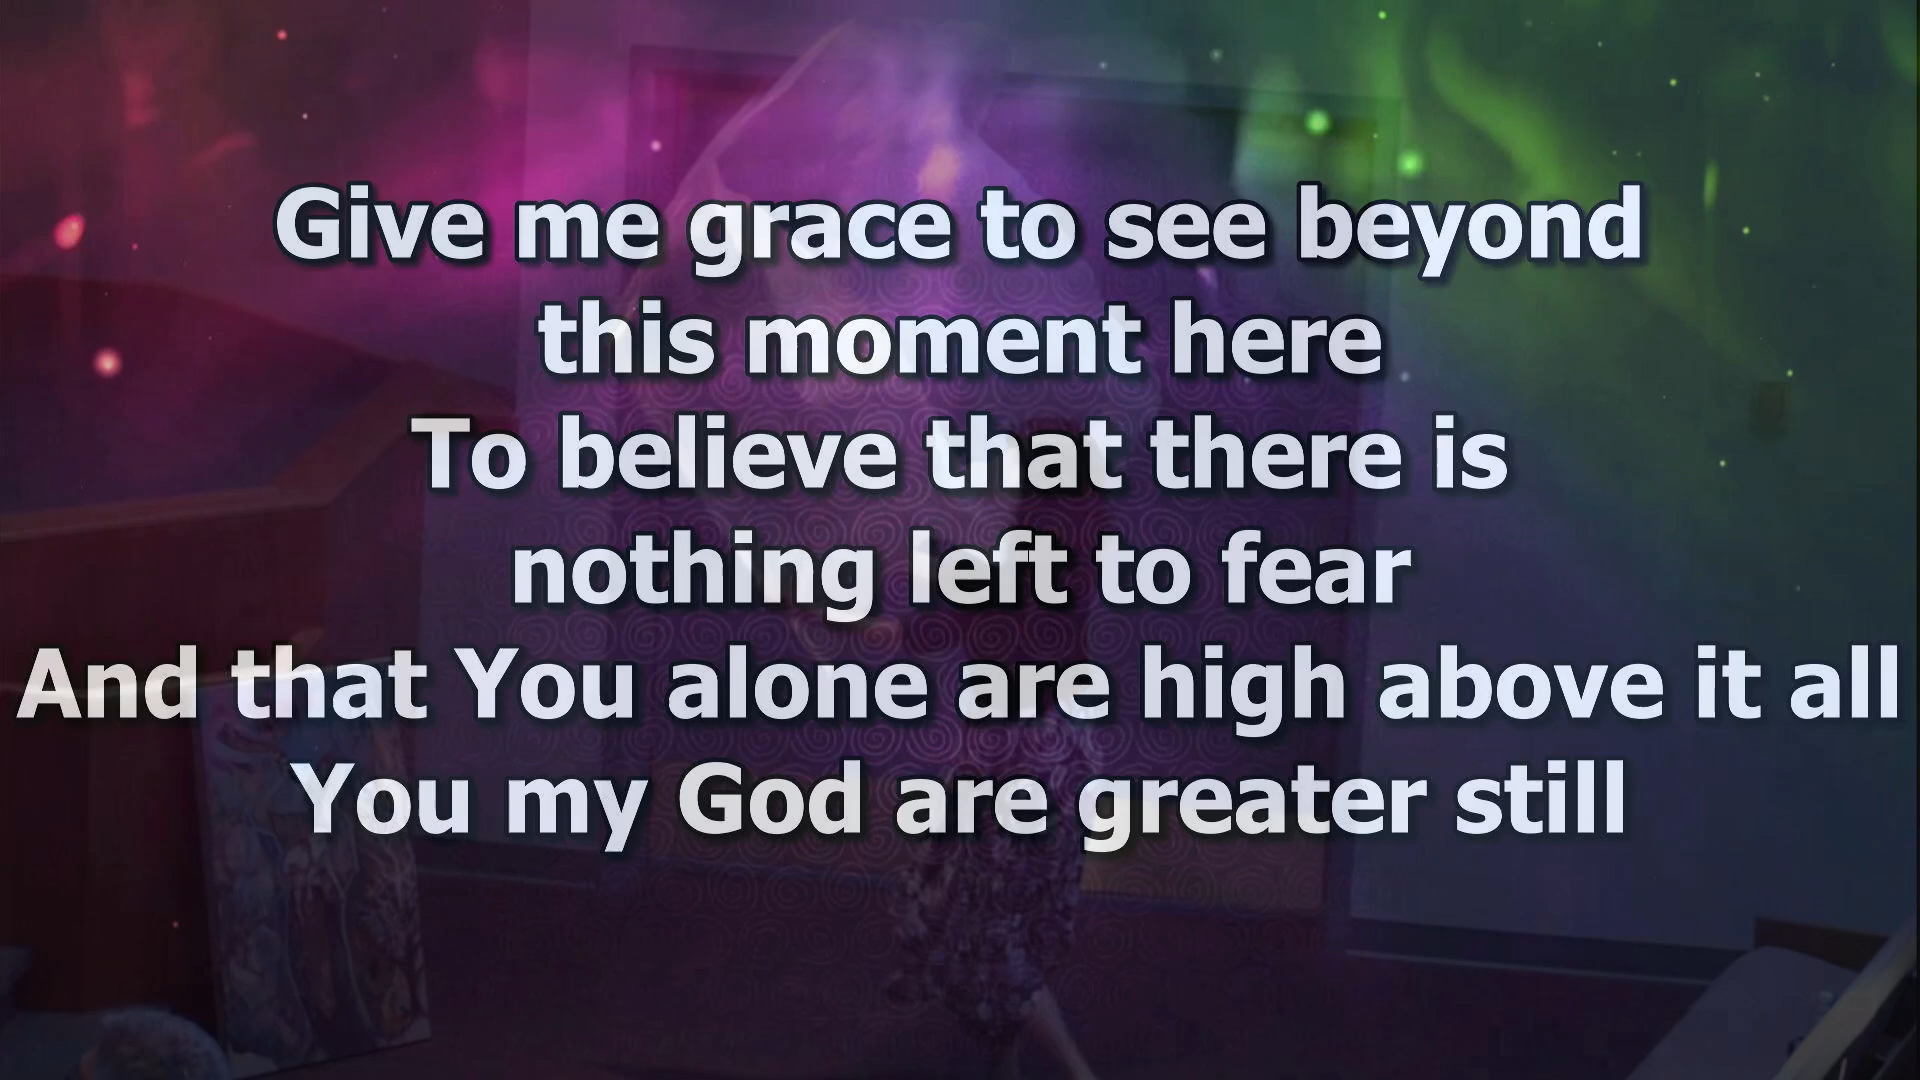 Give me grace to see beyond
this moment here
To believe that there is
nothing left to fear
And that You alone are high above it all
You my God are greater still